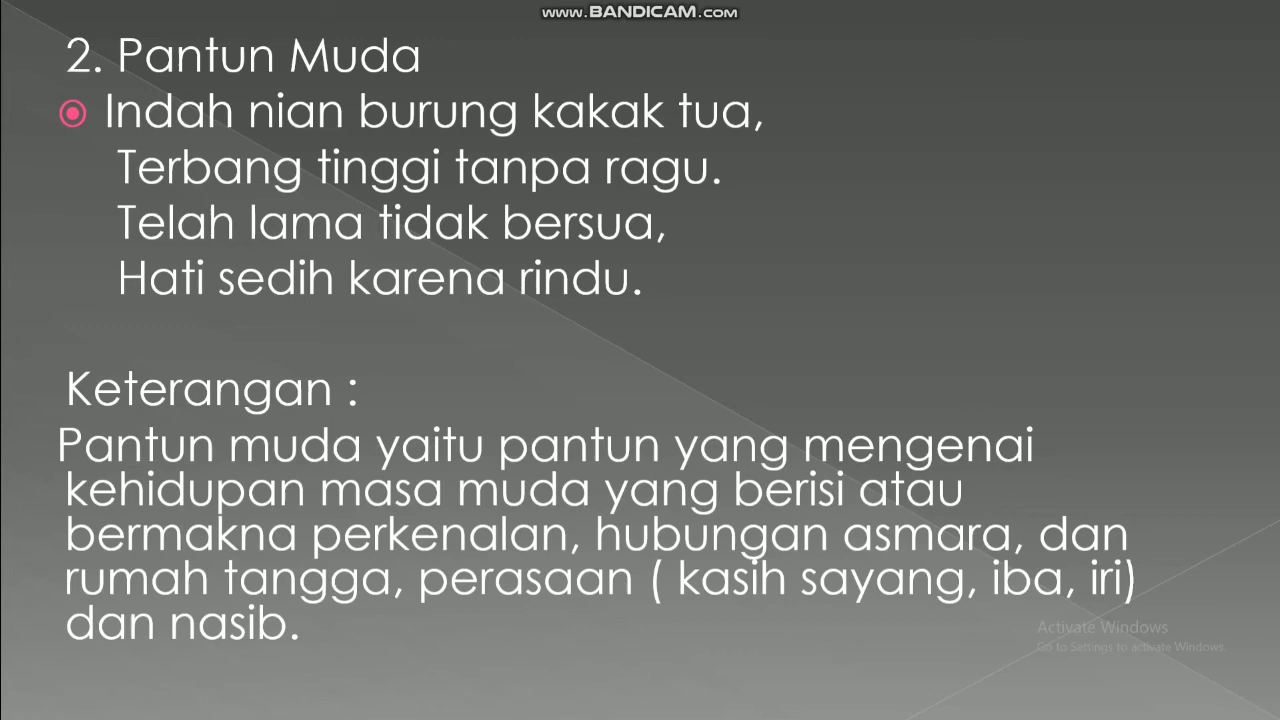 www.BANDICAM.com
2. Pantun Muda
Indah nian burung kakak tua,
Terbang tinggi tanpa ragu.
Telah lama tidak bersua,
Hati sedih karena rindu.
Keterangan :
Pantun muda yaitu pantun yang mengenai
kehidupan masa muda yang berisi atau
bermakna perkenalan, hubungan asmara, dan
rumah tangga, perasaan ( kasih sayang, iba, iri)
dan nasib.
Activate Windows
Go to Settings to activate Windows.